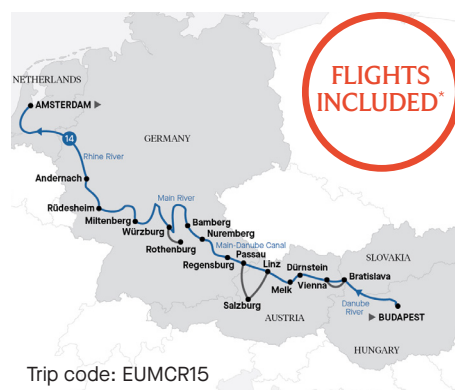 FLIGHTS
INCLUDED*
NETHERLANDS
AMSTERDAM
14
Rhine River
GERMANY
Andernach
Rüdesheim
Main River
Miltenberg
Würzburg
Bamberg
Nuremberg
Rothenburg
Main-Danube Canal
Regensburg
Passau
Linz
Salzburg
Melk
Dürnstein
Vienna
Bratislava
SLOVAKIA
Danube
River
BUDAPEST
AUSTRIA
HUNGARY
Trip code: EUMCR15